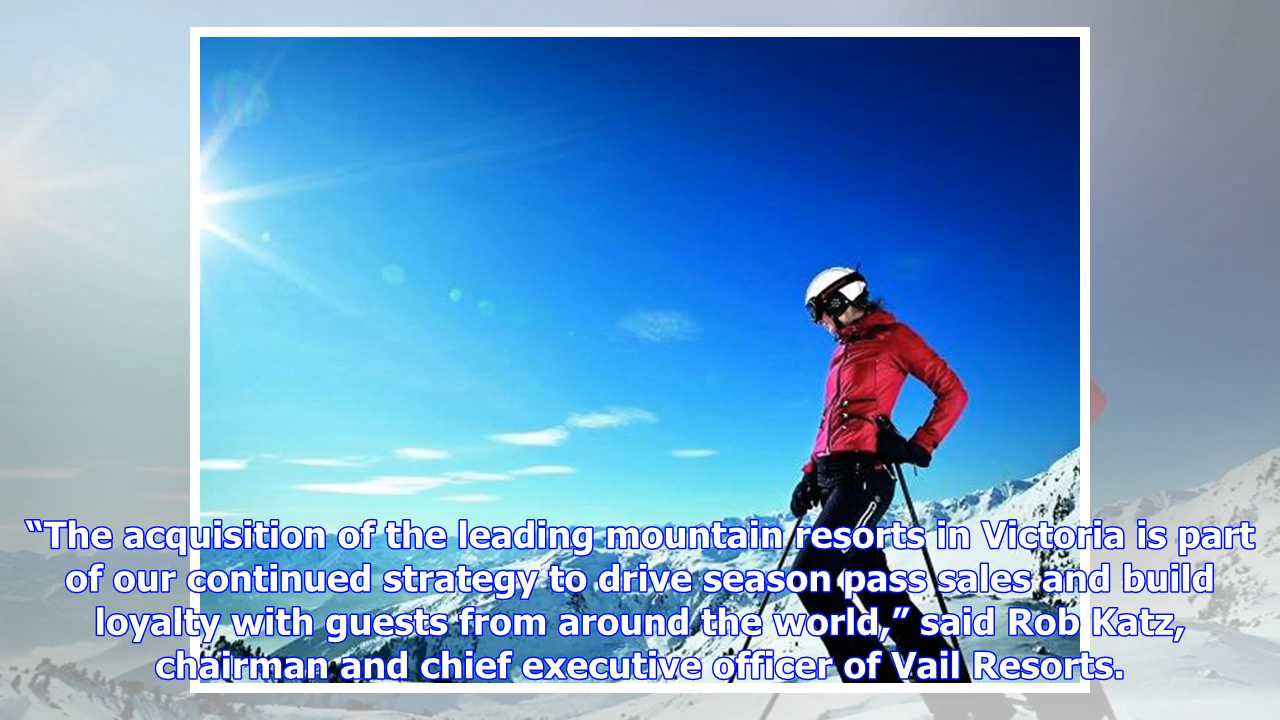 “The acquisition of the leading mountain resorts in Victoria is part
of our continued strategy to drive season pass sales and build
loyalty with guests from around the world,” said Rob Katz,
chairman and chief executive officer of Vail Resorts.